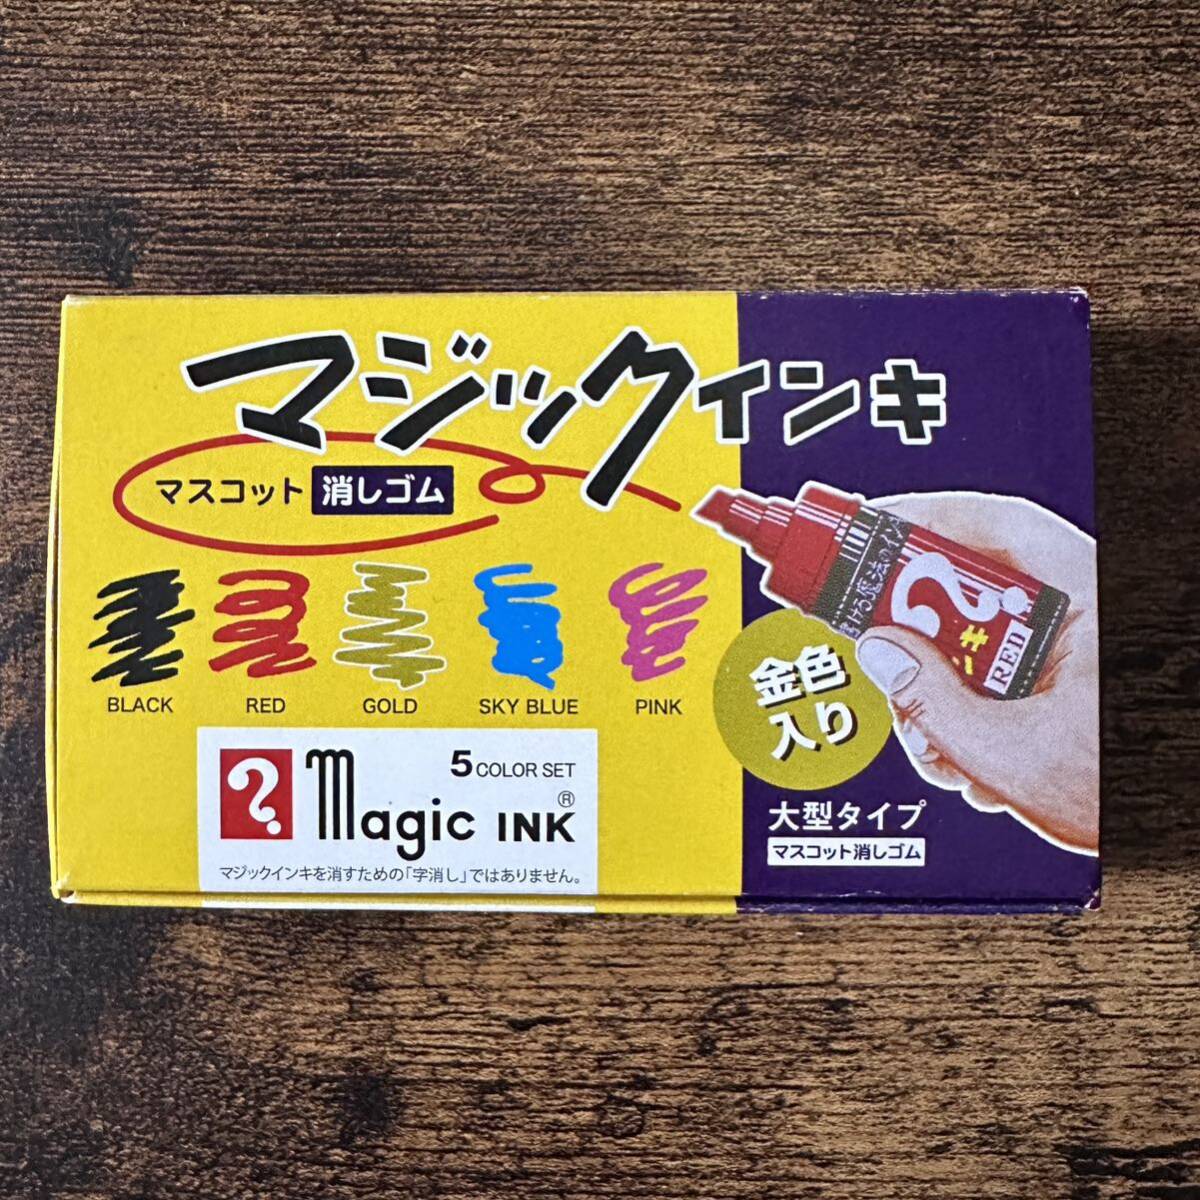 マジックインキ
マスコット 消しゴム
BLACK RED GOLD SKY BLUE PINK
金色
入り
RED
5 COLOR SET
magic INK®
マジックインキを消すための「字消し」ではありません。
大型タイプ
マスコット消しゴム